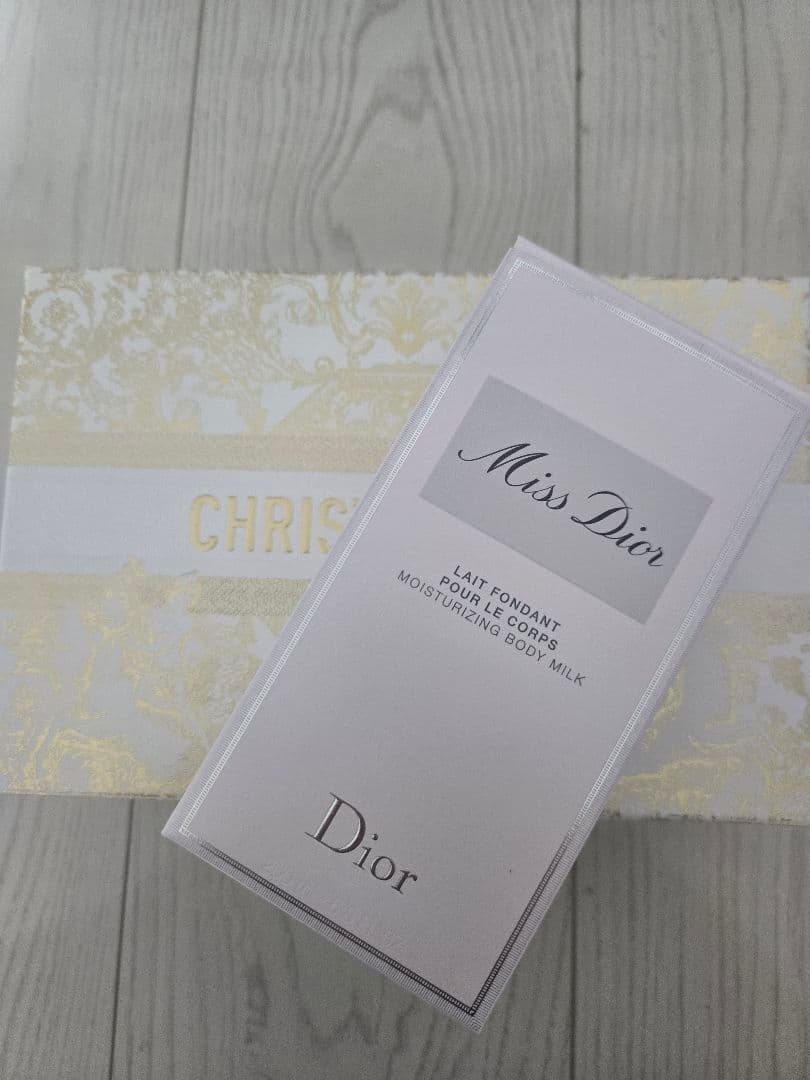 CHRIS
Miss Dior
LAIT FONDANT
POUR LE CORPS
MOISTURIZING BODY MILK
Dior